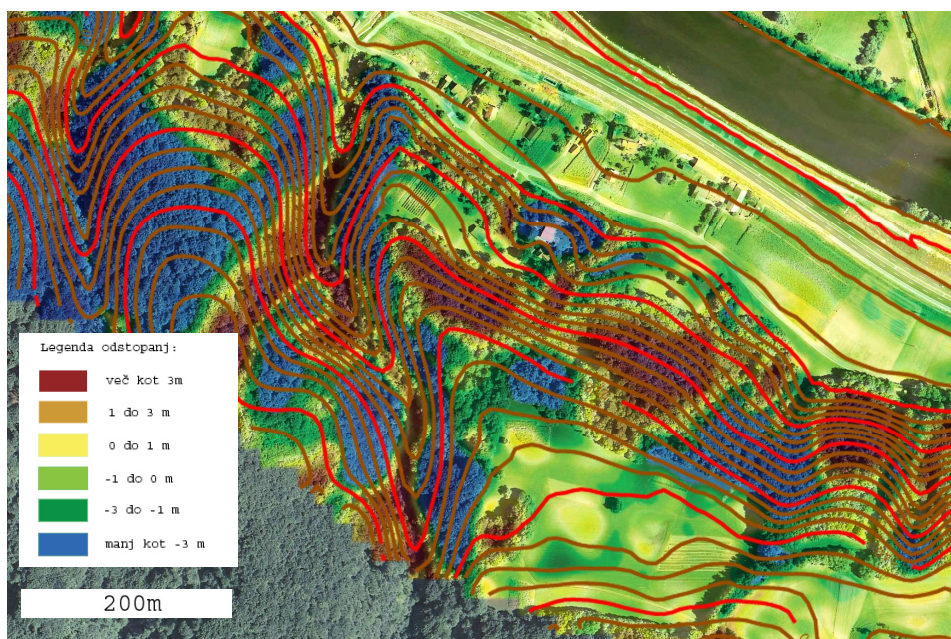 Legenda odstopanj:
več kot 3m
1 do 3 m
0 do 1 m
-1 do 0 m
-3 do -1 m
manj kot -3 m
200m